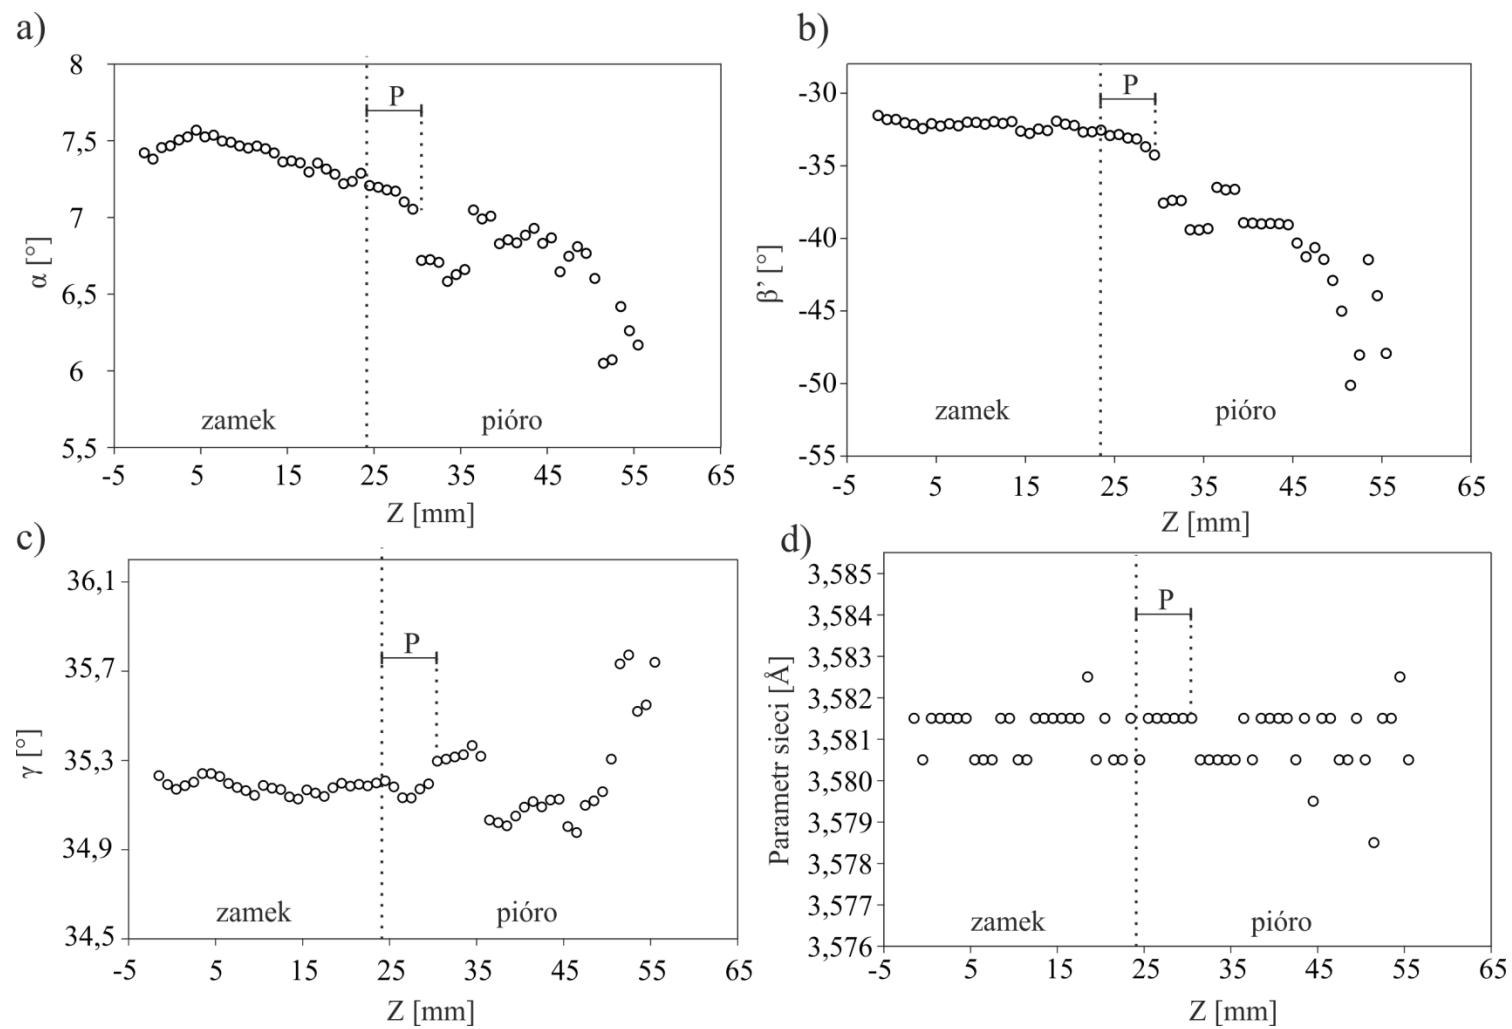 a)
8
7,5
7
6,5
6
5,5
α [°]
P
zamek
pióro
-5
5
15
25
35
45
55
65
Z [mm]
b)
-30
-35
-40
-45
-50
-55
β’ [°]
P
zamek
pióro
-5
5
15
25
35
45
55
65
Z [mm]
c)
36,1
35,7
35,3
34,9
34,5
γ [°]
P
zamek
pióro
-5
5
15
25
35
45
55
65
Z [mm]
d)
3,585
3,584
3,583
3,582
3,581
3,580
3,579
3,578
3,577
3,576
Parametr sieci [Å]
P
zamek
pióro
-5
5
15
25
35
45
55
65
Z [mm]